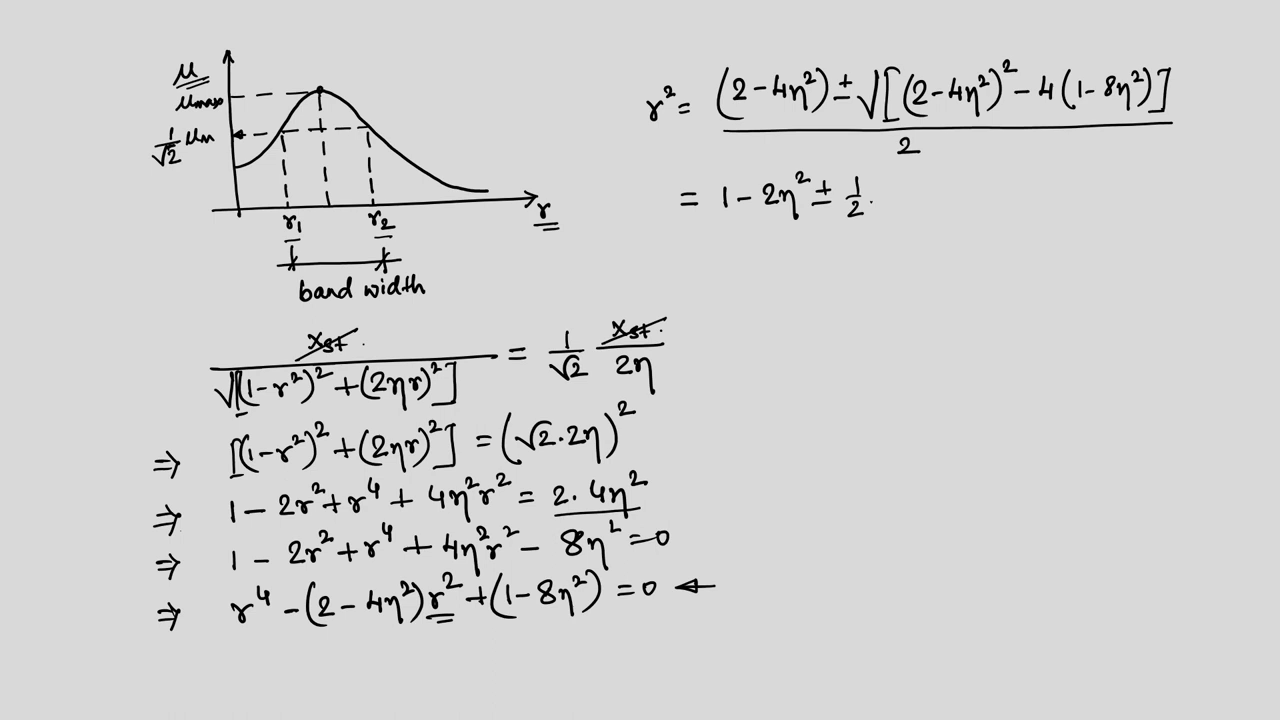 μ
μmax
1/√2 μm
r₁ r₂ r
band width
xst / √[(1-r²)² + (2ηr)²] = 1/√2 xst / 2η
⇒ [(1-r²)² + (2ηr)²] = (√2 · 2η)²
⇒ 1 - 2r² + r⁴ + 4η²r² = 2 · 4η²
⇒ 1 - 2r² + r⁴ + 4η²r² - 8η² = 0
⇒ r⁴ - (2 - 4η²) r² + (1 - 8η²) = 0 ←
r² = (2 - 4η²) ± √[(2 - 4η²)² - 4(1 - 8η²)] / 2
= 1 - 2η² ± 1/2